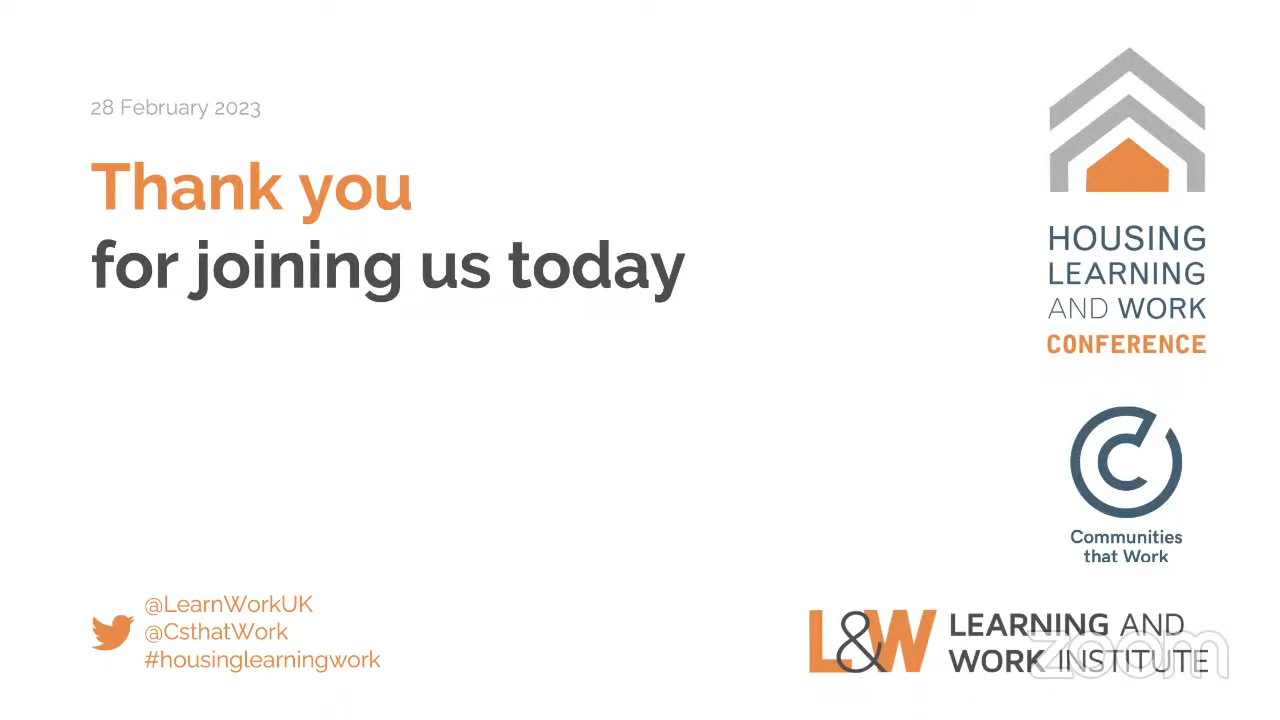 28 February 2023
Thank you
for joining us today
HOUSING
LEARNING
AND WORK
CONFERENCE
Communities
that Work
@LearnWorkUK
@CsthatWork
#housinglearningwork
L&W LEARNING AND
WORK INSTITUTE
zoom